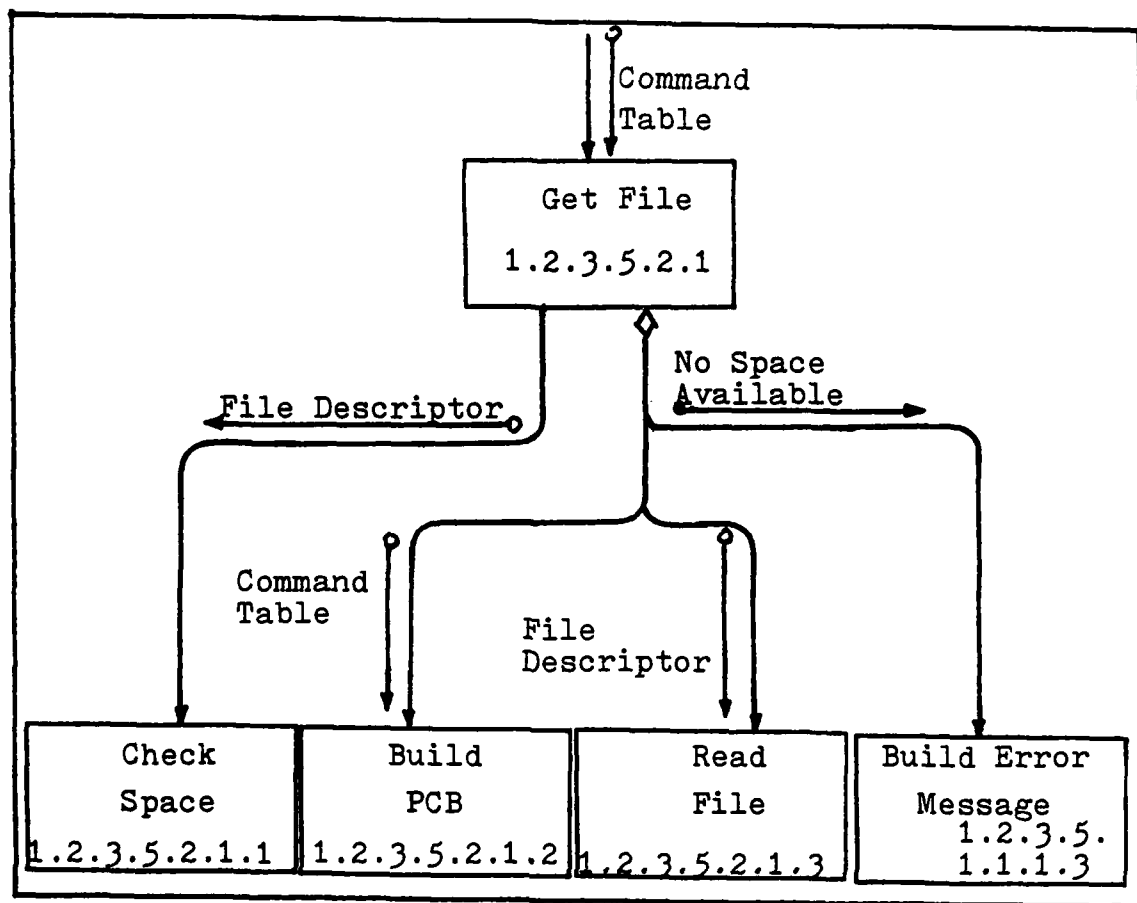 Command
Table
Get File
1.2.3.5.2.1
No Space
Available
File Descriptor
Command
Table
File
Descriptor
Check
Space
1.2.3.5.2.1.1
Build
PCB
1.2.3.5.2.1.2
Read
File
1.2.3.5.2.1.3
Build Error
Message
1.2.3.5.
1.1.1.3